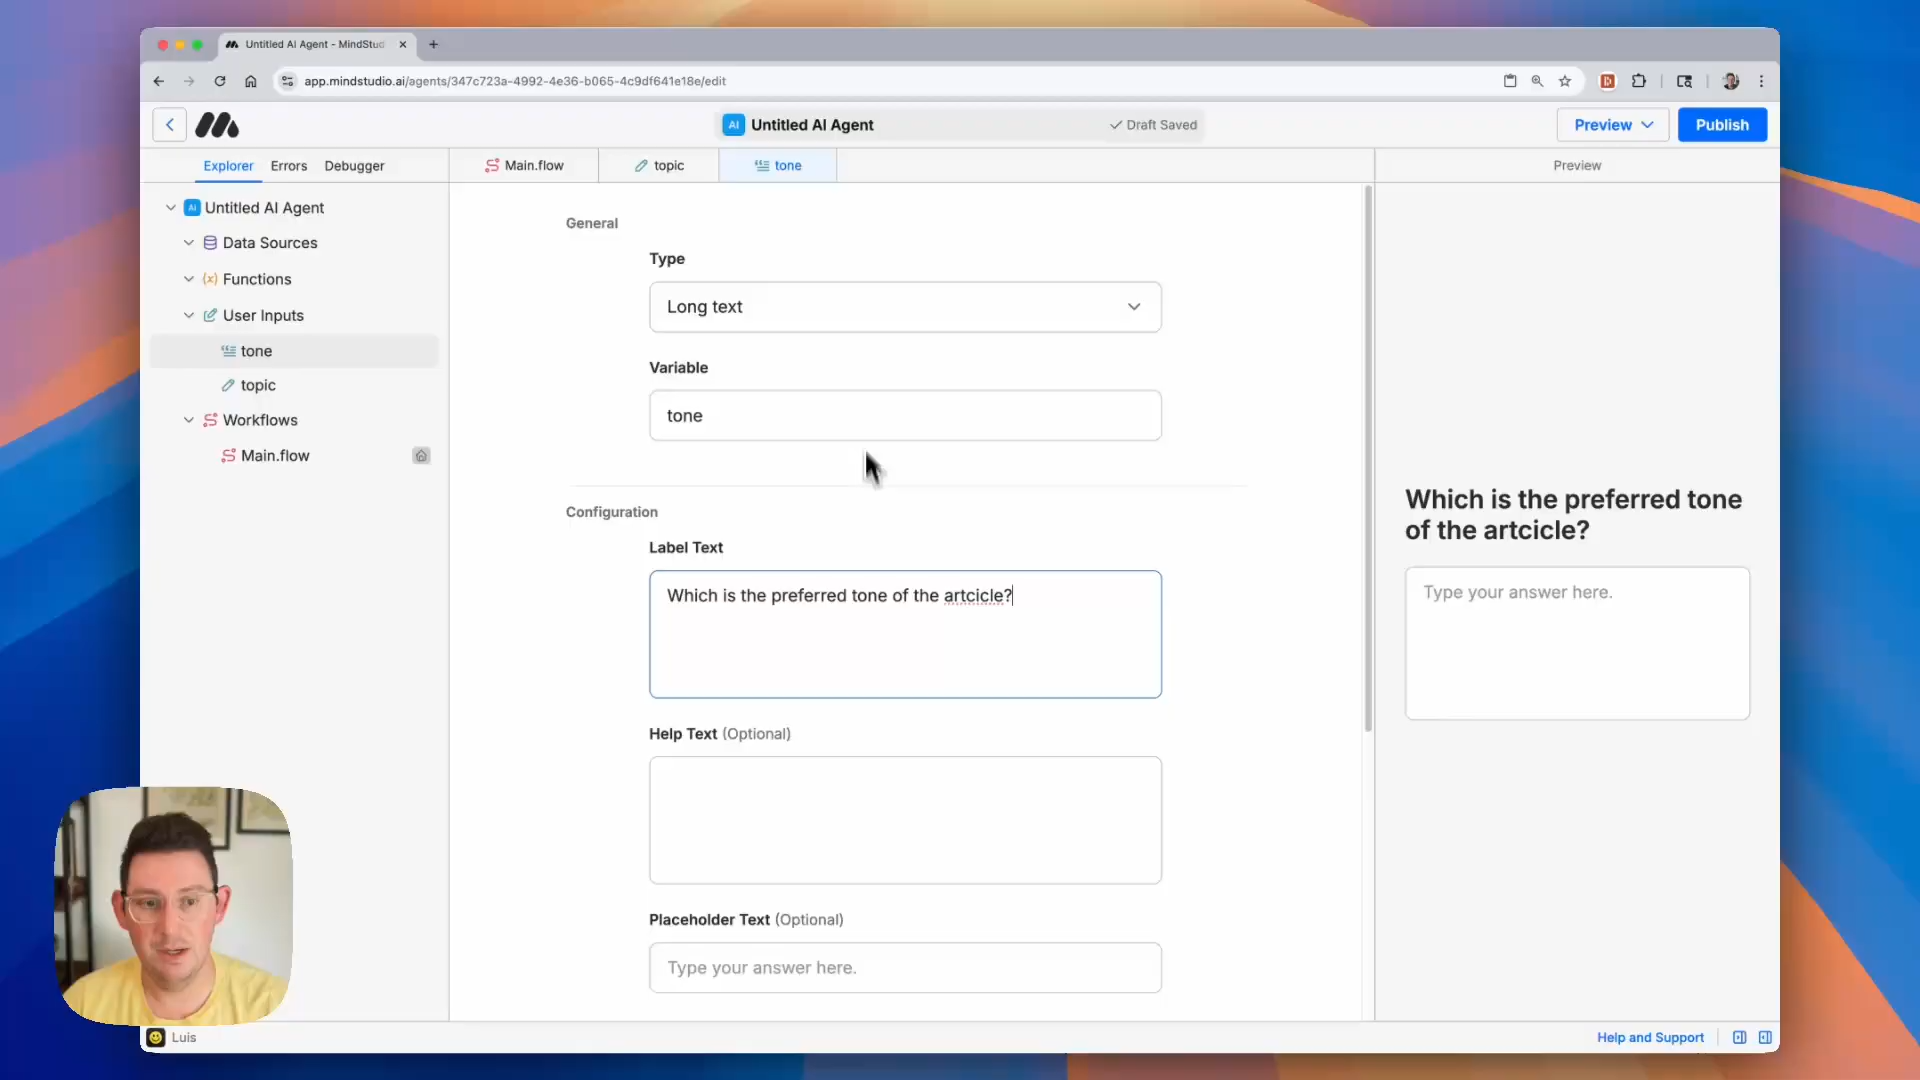 Untitled AI Agent - MindStud
app.mindstudio.ai/agents/347c723a-4992-4e36-b065-4c9df641e18e/edit
AI Untitled AI Agent
Draft Saved
Preview
Publish
Explorer
Errors
Debugger
Main.flow
topic
tone
Preview
AI Untitled AI Agent
Data Sources
(x) Functions
User Inputs
tone
topic
Workflows
Main.flow
General
Type
Long text
Variable
tone
Configuration
Label Text
Which is the preferred tone of the artcicle?
Help Text (Optional)
Placeholder Text (Optional)
Type your answer here.
Which is the preferred tone
of the artcicle?
Type your answer here.
Luis
Help and Support